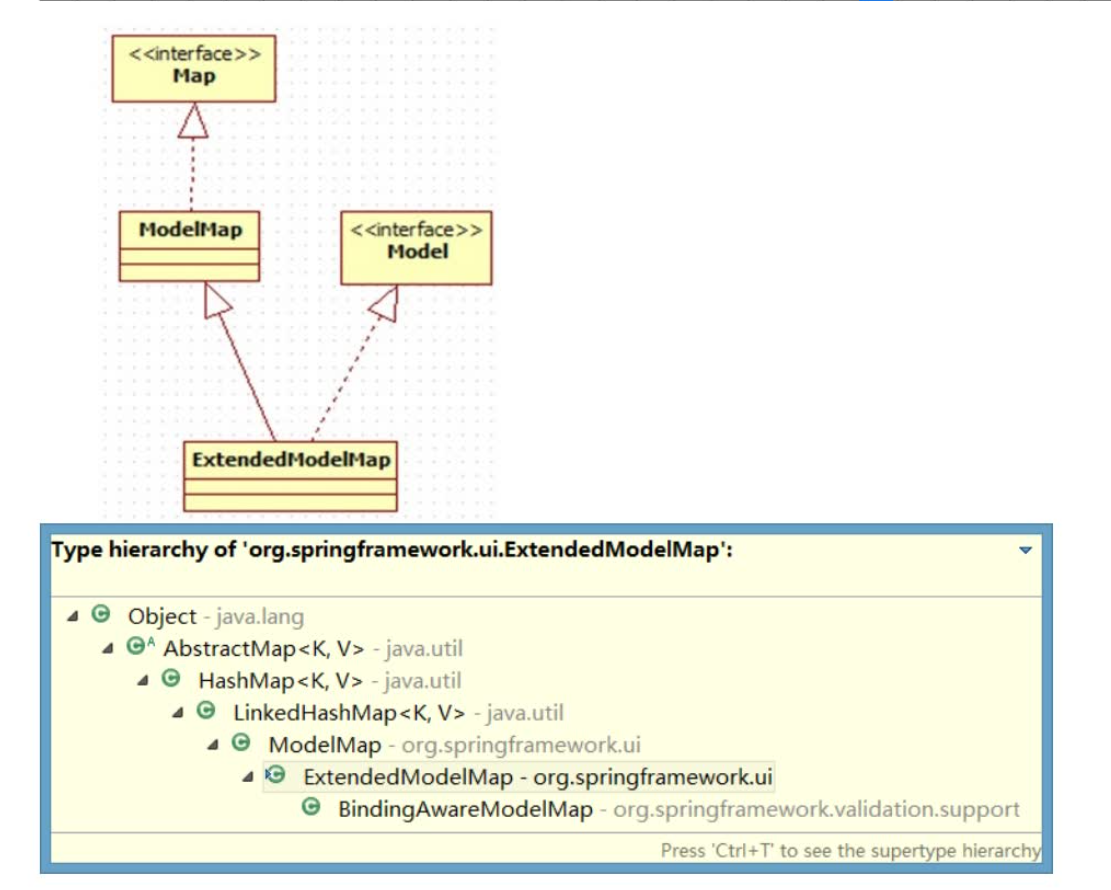 <<interface>>
Map
ModelMap
<<interface>>
Model
ExtendedModelMap
Type hierarchy of 'org.springframework.ui.ExtendedModelMap':
Object - java.lang
AbstractMap<K, V> - java.util
HashMap<K, V> - java.util
LinkedHashMap<K, V> - java.util
ModelMap - org.springframework.ui
ExtendedModelMap - org.springframework.ui
BindingAwareModelMap - org.springframework.validation.support
Press 'Ctrl+T' to see the supertype hierarchy